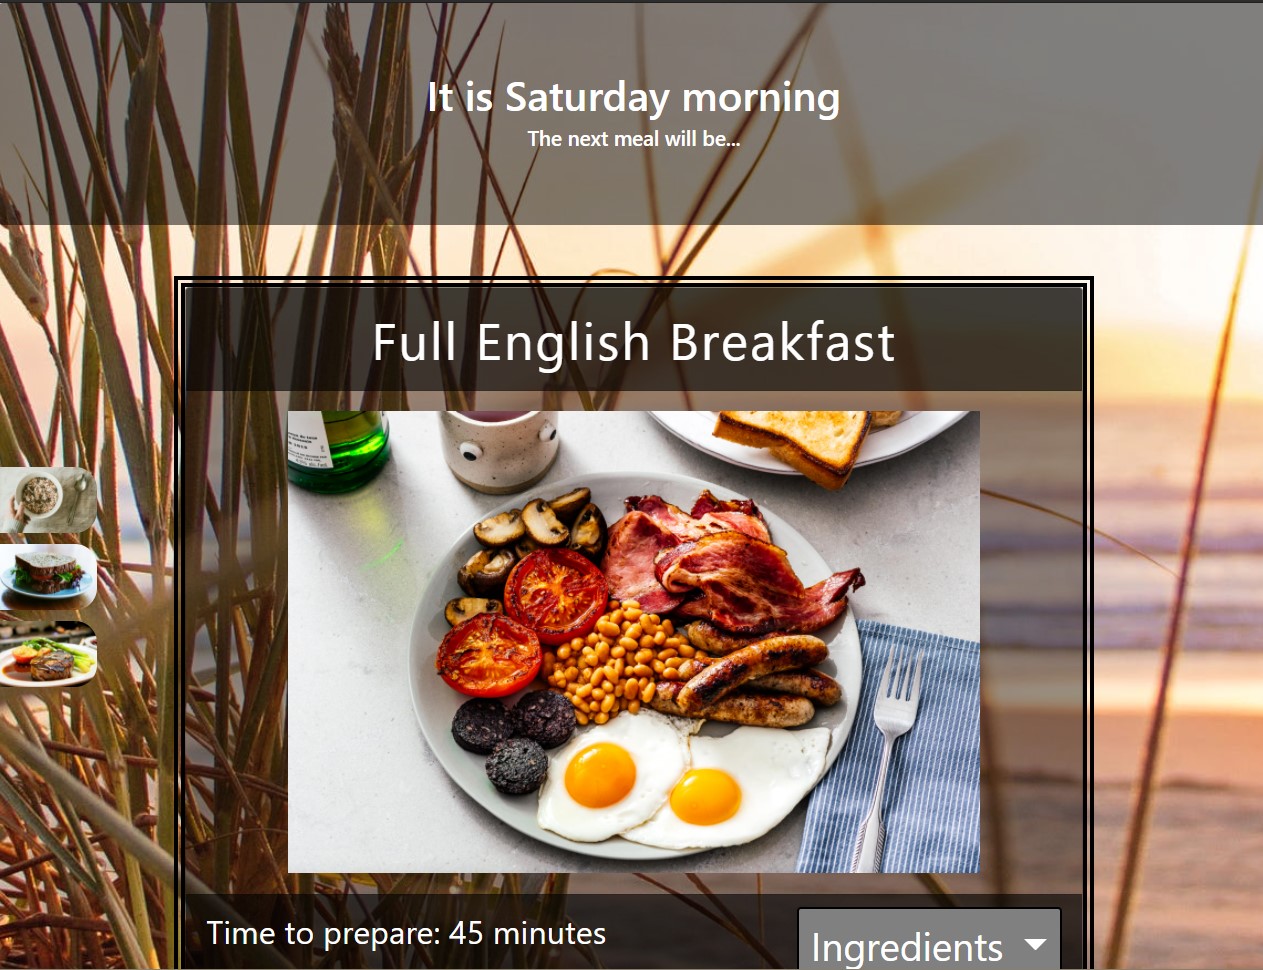 It is Saturday morning
The next meal will be...
Full English Breakfast
Time to prepare: 45 minutes
Ingredients